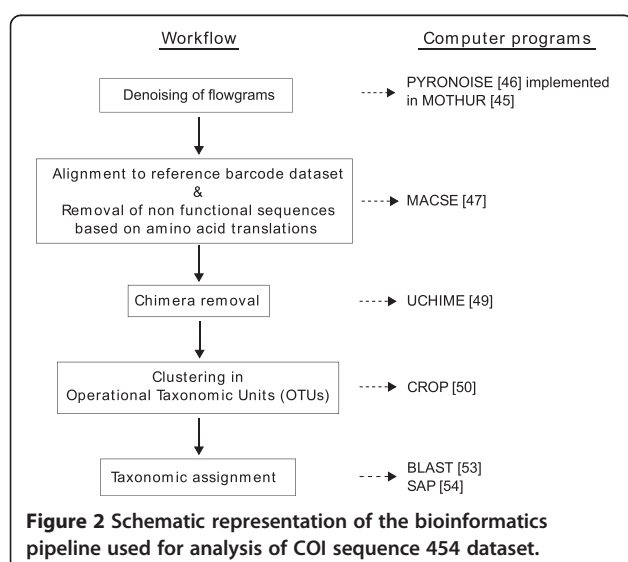 Workflow
Computer programs
Denoising of flowgrams
PYRONOISE [46] implemented
in MOTHUR [45]
Alignment to reference barcode dataset
&
Removal of non functional sequences
based on amino acid translations
MACSE [47]
Chimera removal
UCHIME [49]
Clustering in
Operational Taxonomic Units (OTUs)
CROP [50]
Taxonomic assignment
BLAST [53]
SAP [54]
Figure 2 Schematic representation of the bioinformatics
pipeline used for analysis of COI sequence 454 dataset.